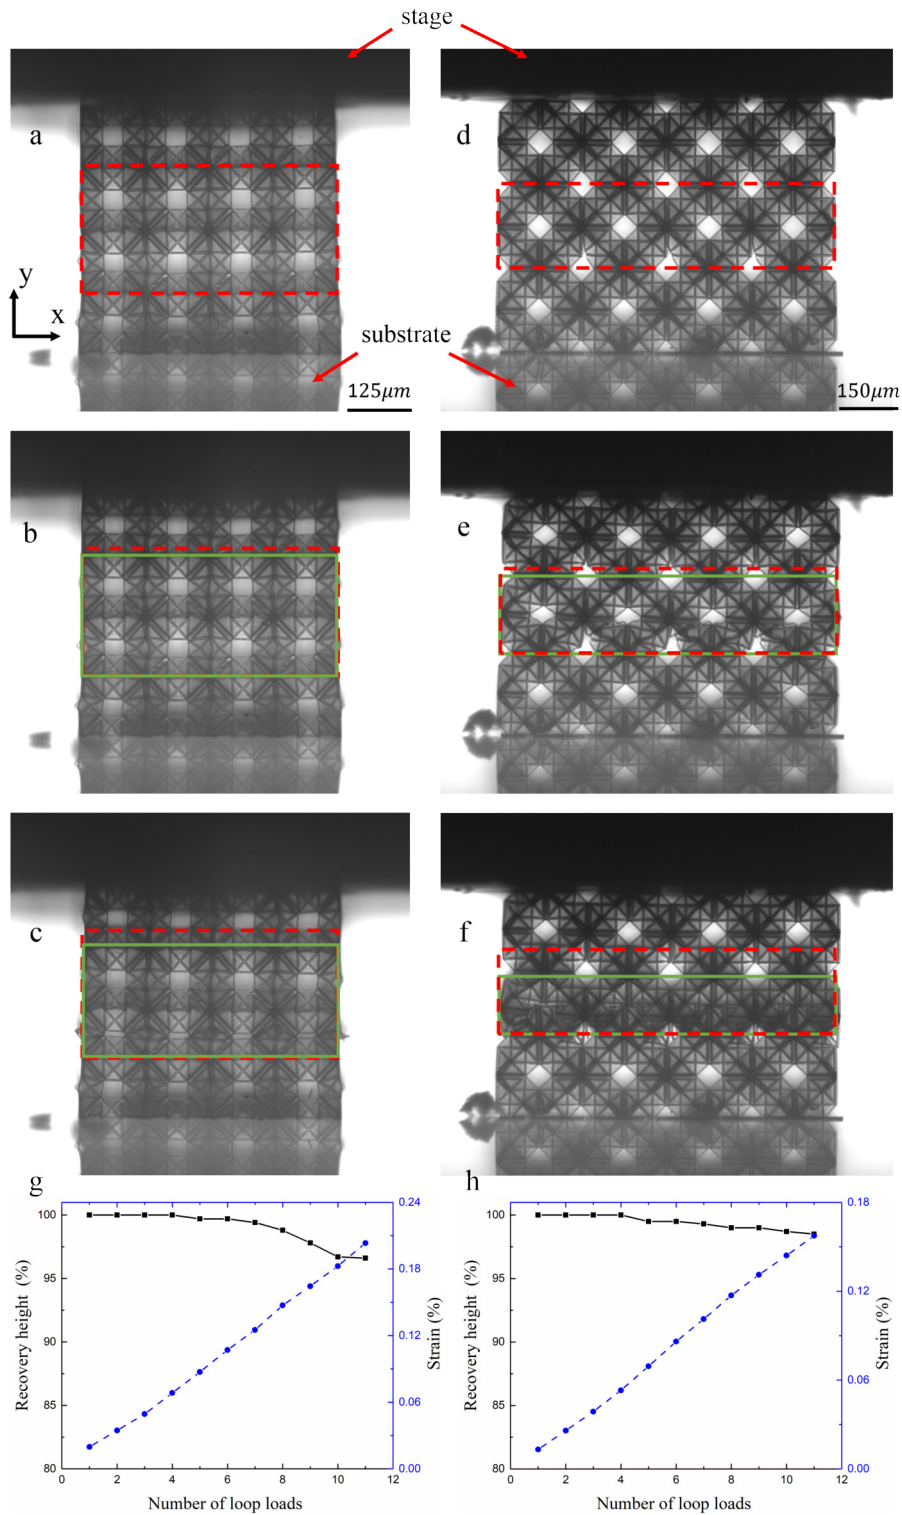 stage
a
d
y
x
substrate
125μm
150μm
b
e
c
f
g
h
100
95
90
85
80
0.24
0.18
0.12
0.06
0.00
Recovery height (%)
Strain (%)
0 2 4 6 8 10 12
Number of loop loads
100
95
90
85
80
0.18
0.12
0.06
0.00
Recovery height (%)
Strain (%)
0 2 4 6 8 10 12
Number of loop loads